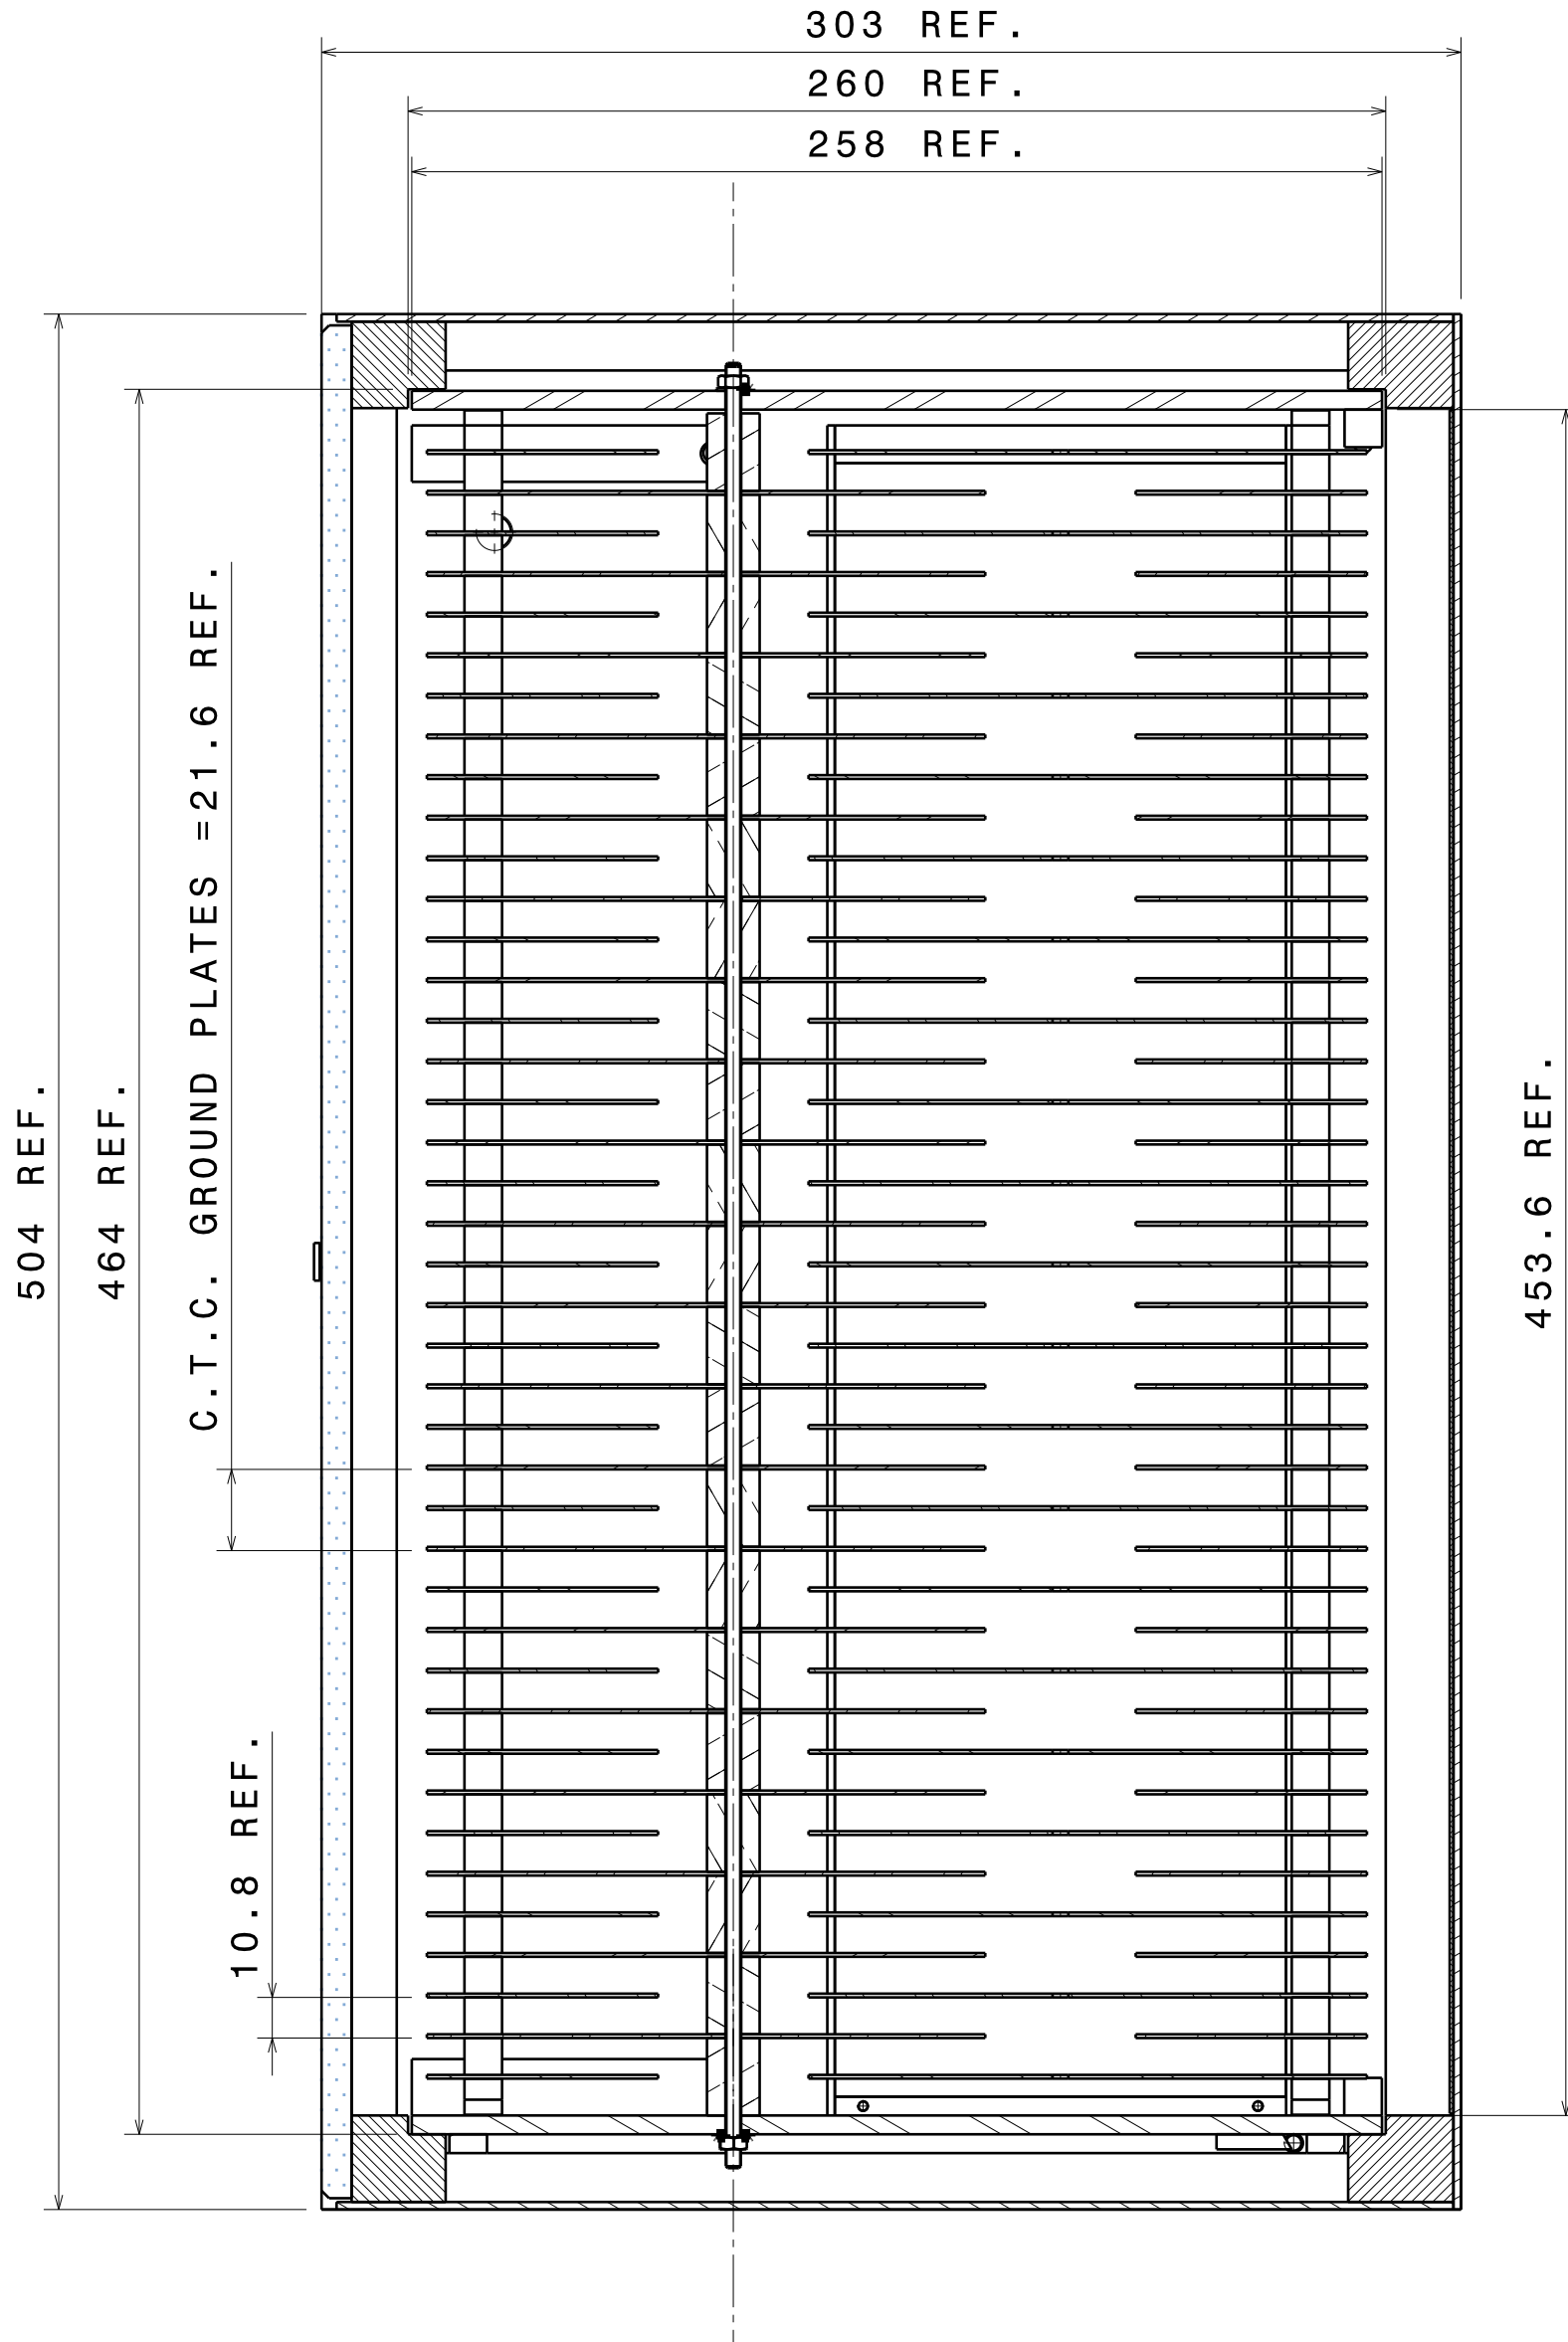 303 REF.
260 REF.
258 REF.
504 REF.
464 REF.
C.T.C. GROUND PLATES =21.6 REF.
10.8 REF.
453.6 REF.